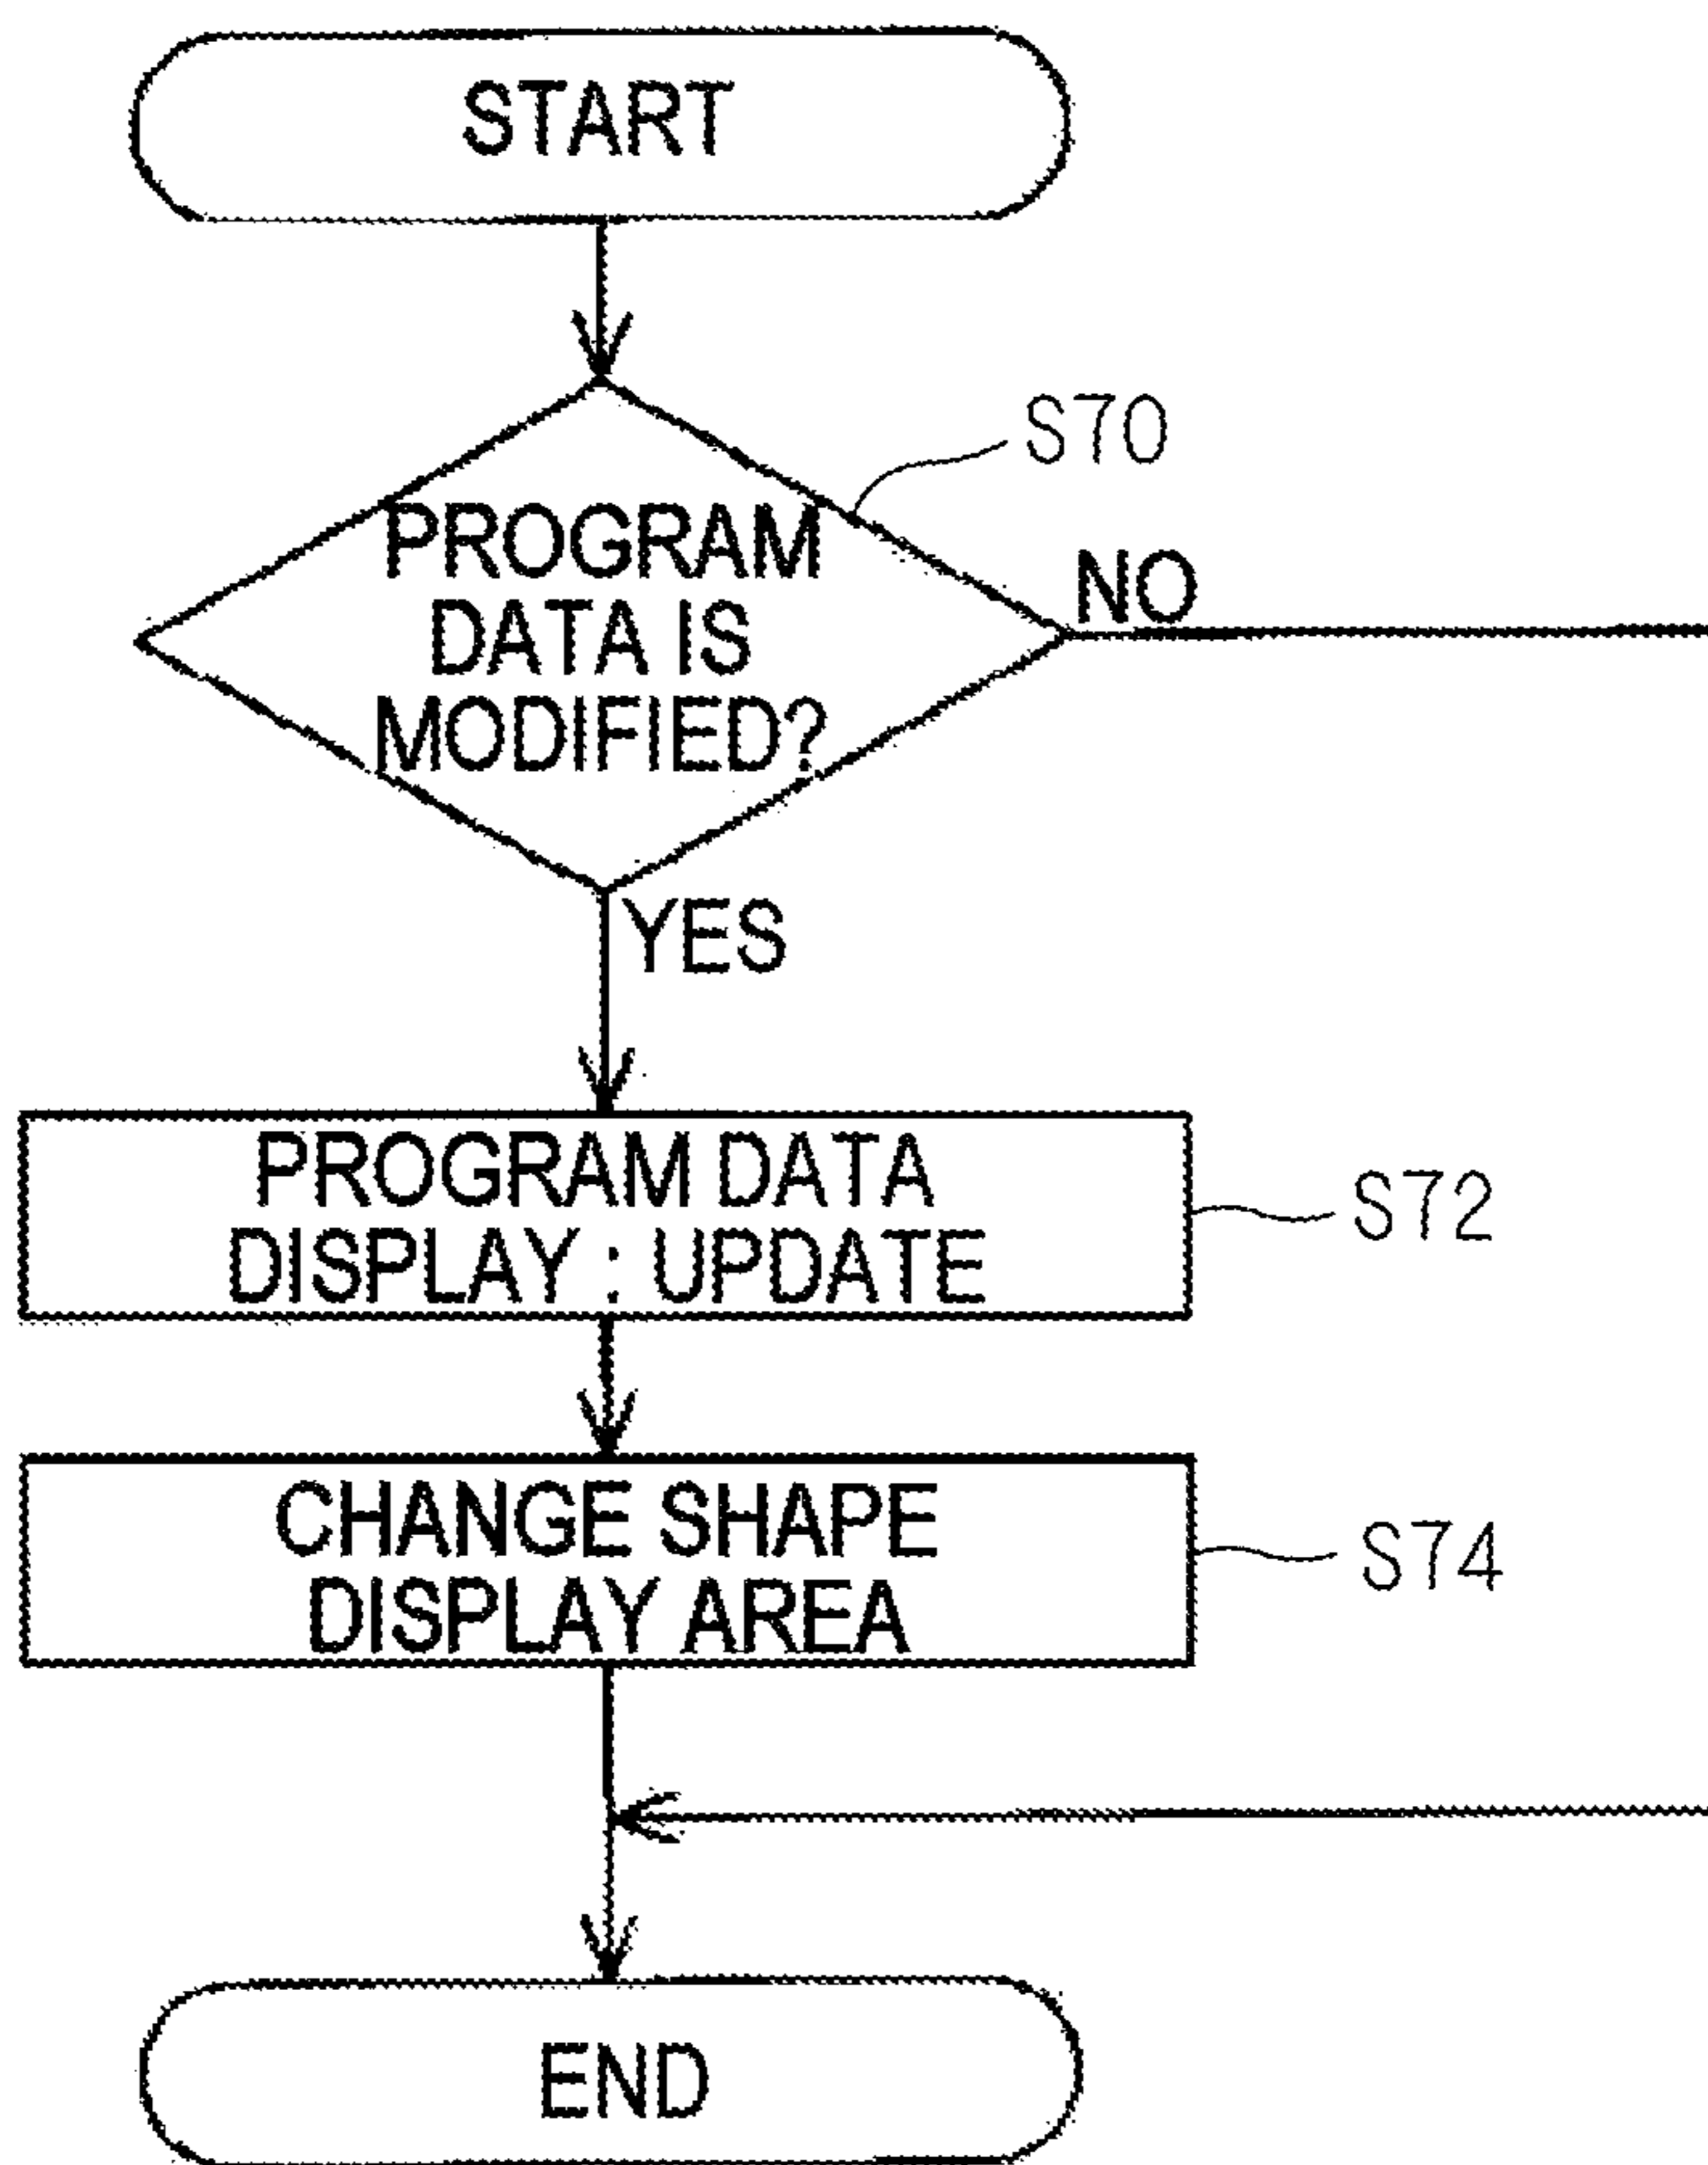 START
S70
PROGRAM
DATA IS
MODIFIED?
NO
YES
PROGRAM DATA
DISPLAY : UPDATE
S72
CHANGE SHAPE
DISPLAY AREA
S74
END